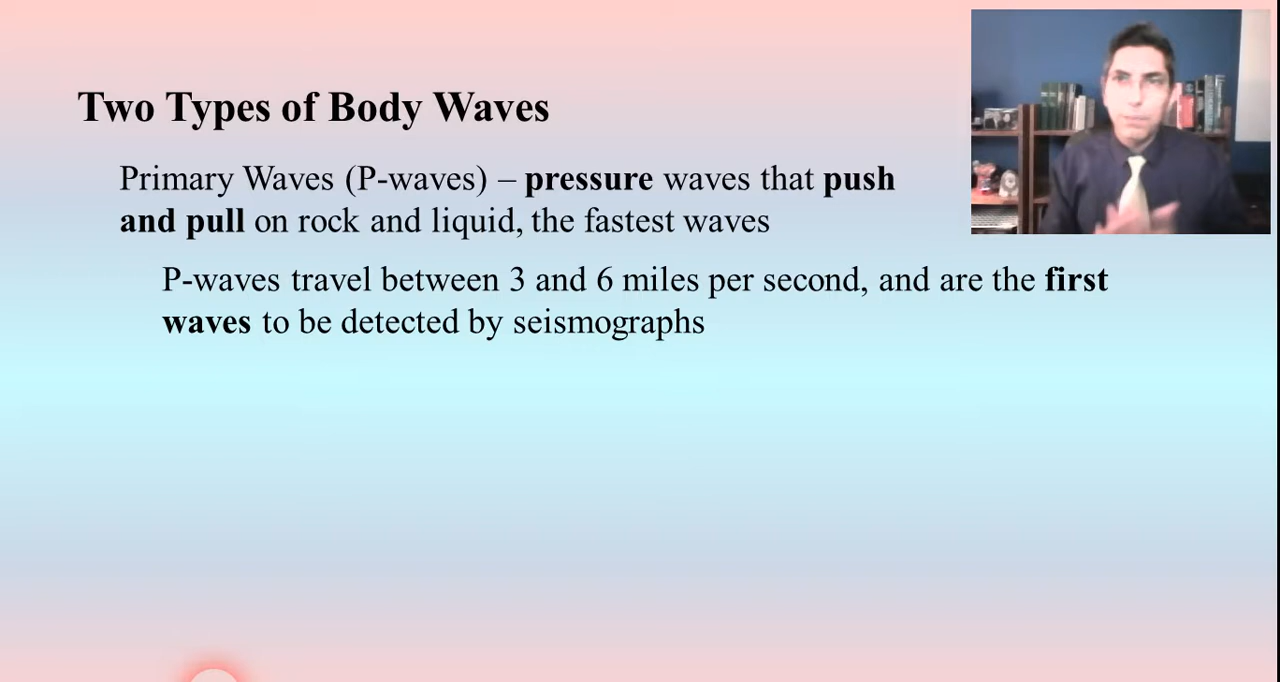 Two Types of Body Waves
Primary Waves (P-waves) – pressure waves that push
and pull on rock and liquid, the fastest waves
P-waves travel between 3 and 6 miles per second, and are the first
waves to be detected by seismographs